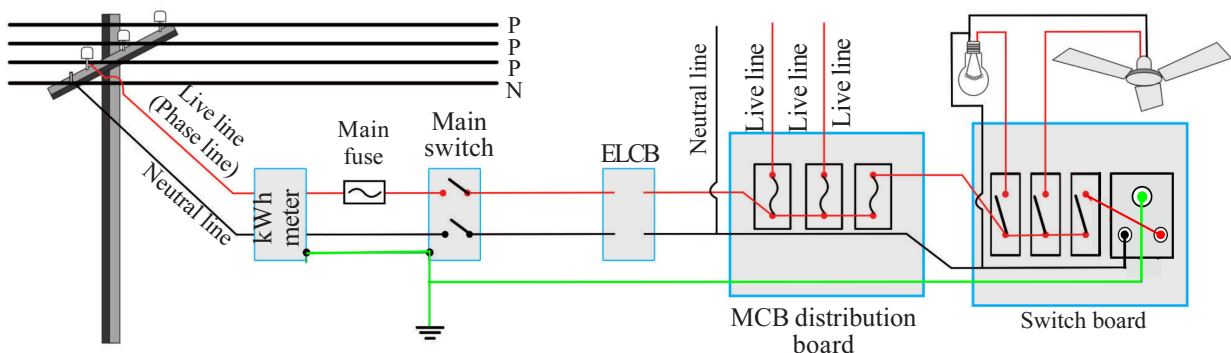 P
P
P
N
Live line
(Phase line)
Neutral line
kWh
meter
Main
fuse
Main
switch
ELCB
Neutral line
Live line
Live line
Live line
MCB distribution
board
Switch board